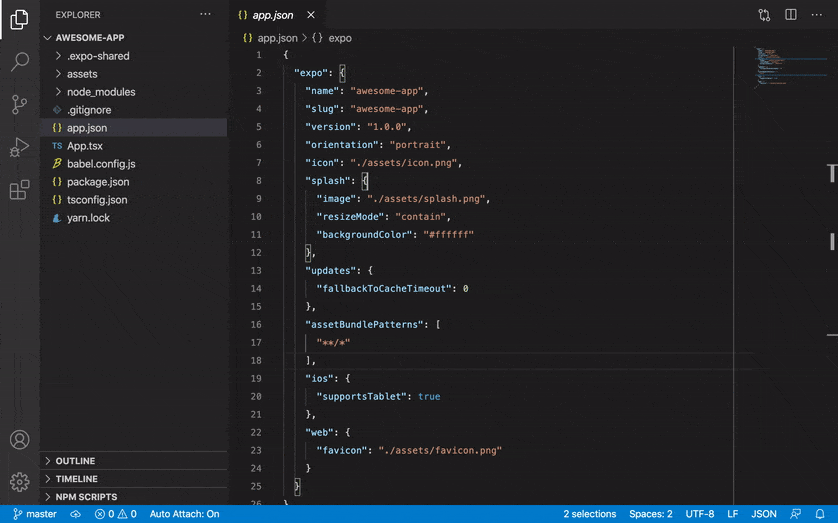 EXPLORER
AWESOME-APP
.expo-shared
assets
node_modules
.gitignore
{} app.json
TS App.tsx
babel.config.js
{} package.json
{} tsconfig.json
yarn.lock
OUTLINE
TIMELINE
NPM SCRIPTS
{} app.json
{} app.json > {} expo
1 {
2 "expo": {
3 "name": "awesome-app",
4 "slug": "awesome-app",
5 "version": "1.0.0",
6 "orientation": "portrait",
7 "icon": "./assets/icon.png",
8 "splash": {
9 "image": "./assets/splash.png",
10 "resizeMode": "contain",
11 "backgroundColor": "#ffffff"
12 },
13 "updates": {
14 "fallbackToCacheTimeout": 0
15 },
16 "assetBundlePatterns": [
17 "**/*"
18 ],
19 "ios": {
20 "supportsTablet": true
21 },
22 "web": {
23 "favicon": "./assets/favicon.png"
24 }
25 }
26 }
master 0 0 Auto Attach: On 2 selections Spaces: 2 UTF-8 LF JSON